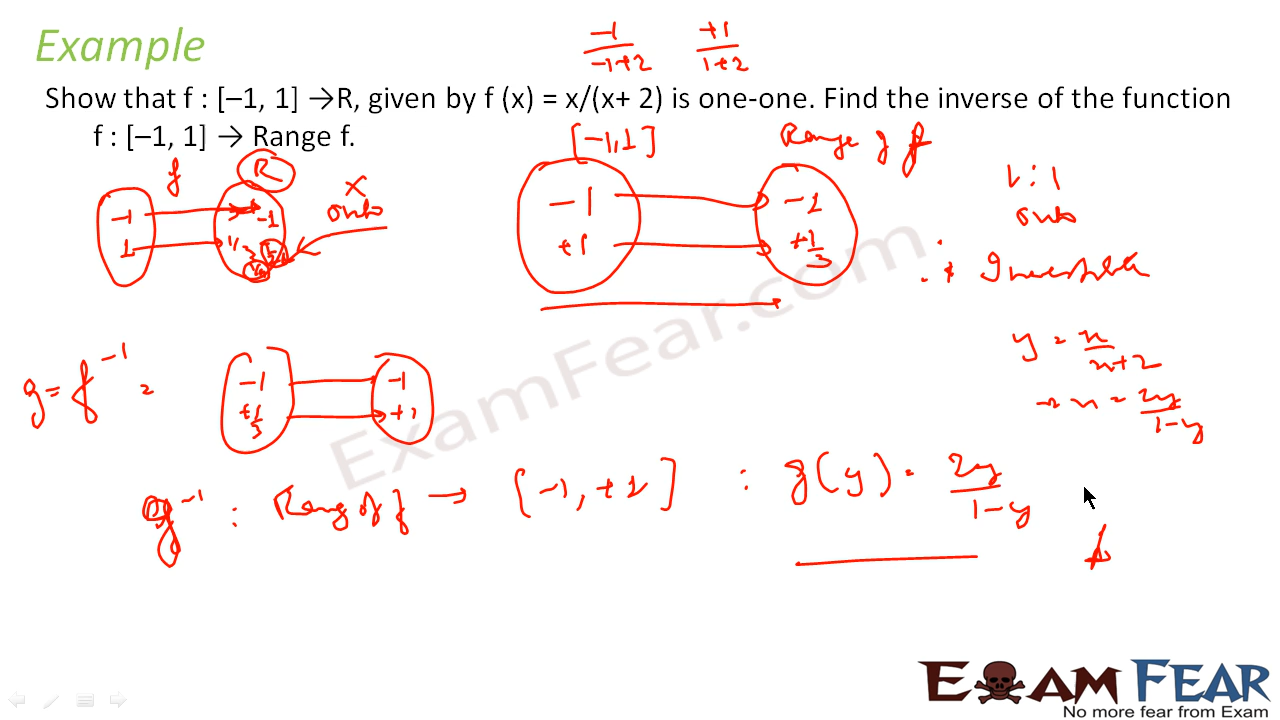 Example
-1/-1+2 +1/1+2
Show that f : [–1, 1] →R, given by f (x) = x/(x+ 2) is one-one. Find the inverse of the function
f : [–1, 1] → Range f.
[-1,1] Range of f
f R x onto
-1 -1
1 1/3
-1 -1
+1 +1/3
1:1
onto
∴ f Invertible
y = x/x+2
→ x = 2y/1-y
g = f⁻¹ =
-1 -1
+1/3 +1
g⁻¹ : Rang of f → [-1, +1] : g(y) = 2y/1-y
ExamFear.com
EXAM FEAR
No more fear from Exam